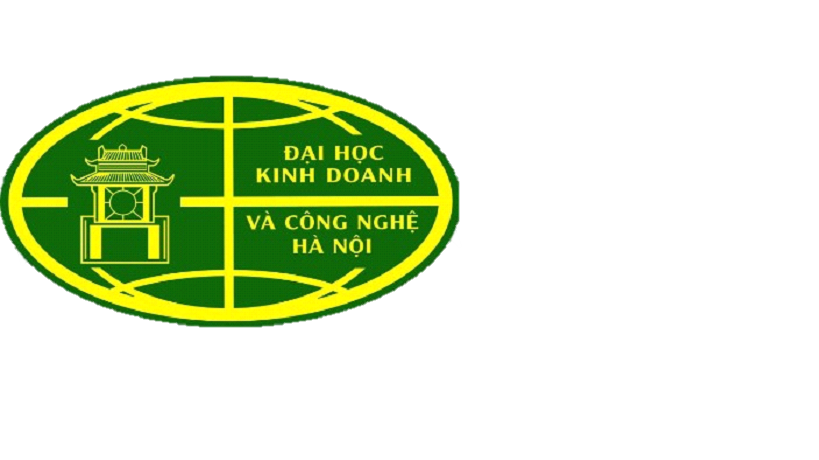 ĐẠI HỌC
KINH DOANH
VÀ CÔNG NGHỆ
HÀ NỘI